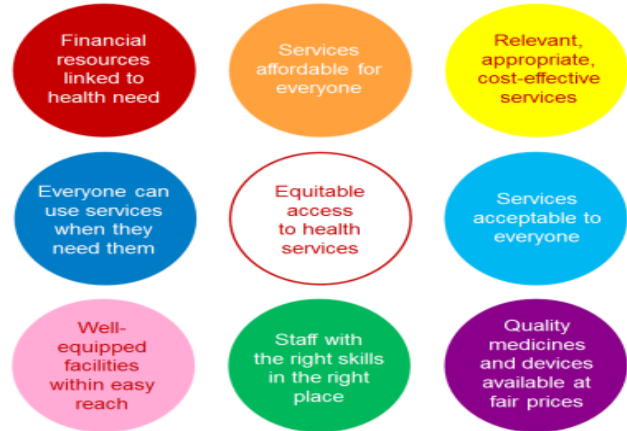 Financial
resources
linked to
health need
Services
affordable for
everyone
Relevant,
appropriate,
cost-effective
services
Everyone can
use services
when they
need them
Equitable
access
to health
services
Services
acceptable to
everyone
Well-
equipped
facilities
within easy
reach
Staff with
the right skills
in the right
place
Quality
medicines
and devices
available at
fair prices